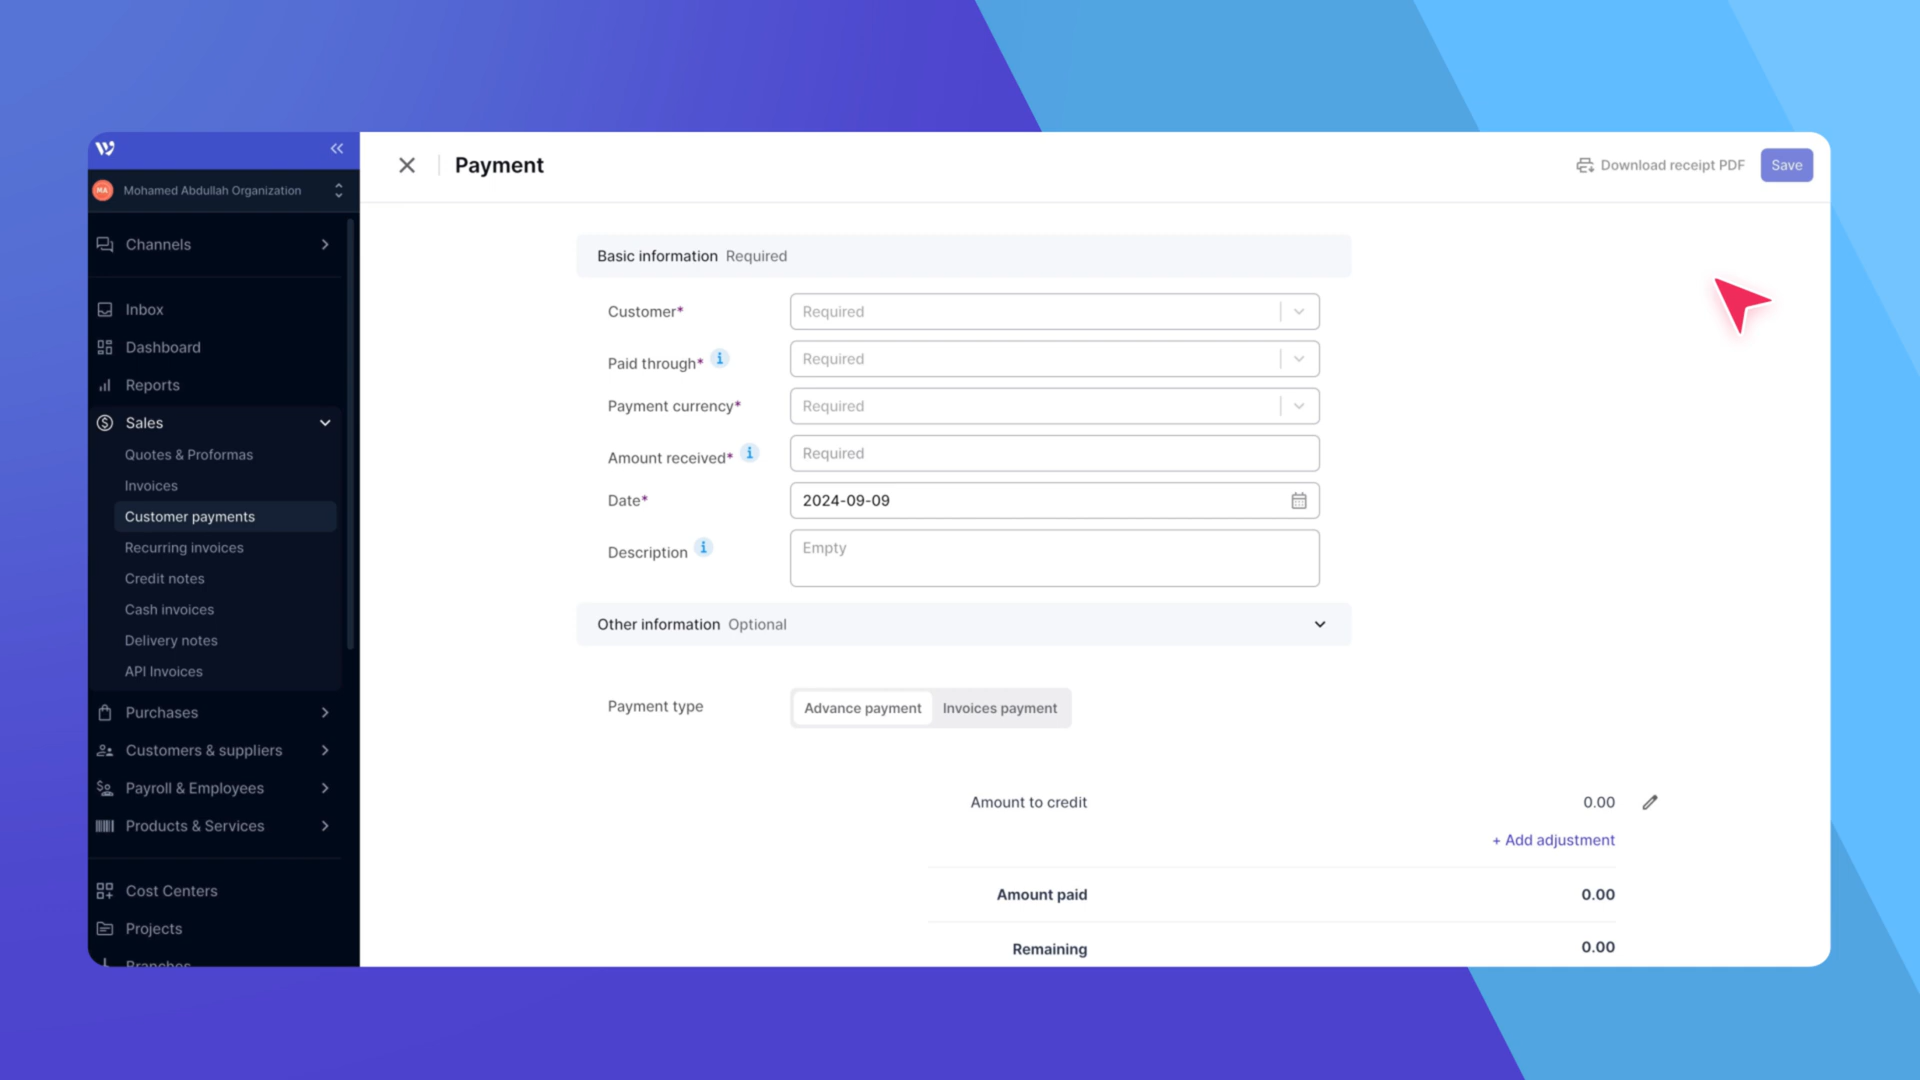 Mohamed Abdullah Organization
MA
Channels
Inbox
Dashboard
Reports
Sales
Quotes & Proformas
Invoices
Customer payments
Recurring invoices
Credit notes
Cash invoices
Delivery notes
API Invoices
Purchases
Customers & suppliers
Payroll & Employees
Products & Services
Cost Centers
Projects
Branches
Payment
Download receipt PDF
Save
Basic information Required
Customer* Required
Paid through* i Required
Payment currency* Required
Amount received* i Required
Date* 2024-09-09
Description i Empty
Other information Optional
Payment type Advance payment Invoices payment
Amount to credit 0.00
+ Add adjustment
Amount paid 0.00
Remaining 0.00